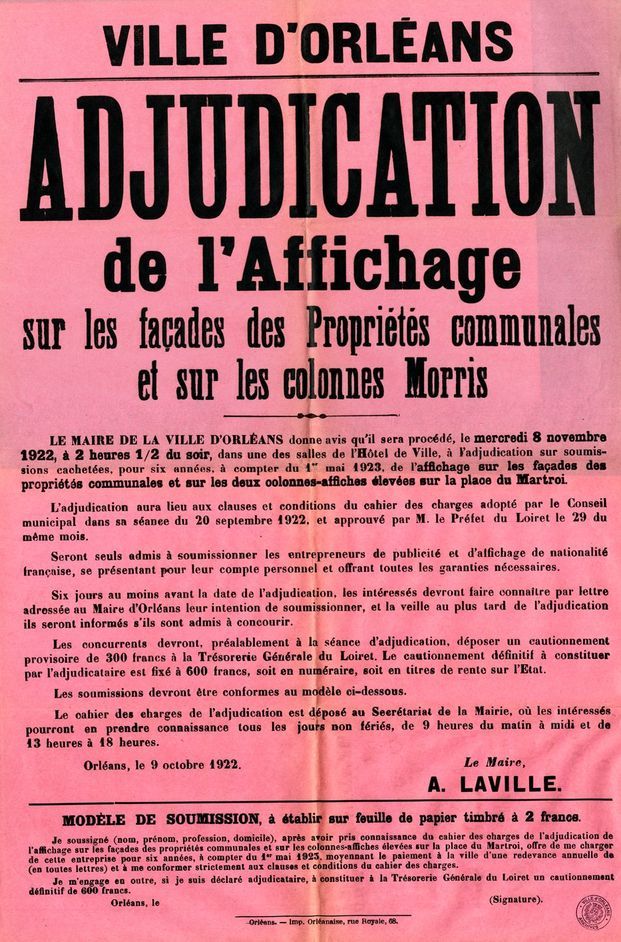 VILLE D'ORLÉANS
ADJUDICATION
de l'Affichage
sur les façades des Propriétés communales
et sur les colonnes Morris
LE MAIRE DE LA VILLE D'ORLÉANS donne avis qu'il sera procédé, le mercredi 8 novembre
1922, à 2 heures 1/2 du soir, dans une des salles de l'Hôtel de Ville, à l'adjudication sur soumis-
sions cachetées, pour six années, à compter du 1er mai 1923, de l'affichage sur les façades des
propriétés communales et sur les deux colonnes-affiches élevées sur la place du Martroi.
L'adjudication aura lieu aux clauses et conditions du cahier des charges adopté par le Conseil
municipal dans sa séance du 20 septembre 1922, et approuvé par M. le Préfet du Loiret le 29 du
même mois.
Seront seuls admis à soumissionner les entrepreneurs de publicité et d'affichage de nationalité
française, se présentant pour leur compte personnel et offrant toutes les garanties nécessaires.
Six jours au moins avant la date de l'adjudication, les intéressés devront faire connaître par lettre
adressée au Maire d'Orléans leur intention de soumissionner, et la veille au plus tard de l'adjudication
ils seront informés s'ils sont admis à concourir.
Les concurrents devront, préalablement à la séance d'adjudication, déposer un cautionnement
provisoire de 300 francs à la Trésorerie Générale du Loiret. Le cautionnement définitif à constituer
par l'adjudicataire est fixé à 600 francs, soit en numéraire, soit en titres de rente sur l'Etat.
Les soumissions devront être conformes au modèle ci-dessous.
Le cahier des charges de l'adjudication est déposé au Secrétariat de la Mairie, où les intéressés
pourront en prendre connaissance tous les jours non fériés, de 9 heures du matin à midi et de
13 heures à 18 heures.
Orléans, le 9 octobre 1922.
Le Maire,
A. LAVILLE.
MODÈLE DE SOUMISSION, à établir sur feuille de papier timbré à 2 francs.
Je soussigné (nom, prénom, profession, domicile), après avoir pris connaissance du cahier des charges de l'adjudication de
l'affichage sur les façades des propriétés communales et sur les colonnes-affiches élevées sur la place du Martroi, offre de me charger
de cette entreprise pour six années, à compter du 1er mai 1923, moyennant le paiement à la ville d'une redevance annuelle de
(en toutes lettres) et à me conformer strictement aux clauses et conditions du cahier des charges.
Je m'engage en outre, si je suis déclaré adjudicataire, à constituer à la Trésorerie Générale du Loiret un cautionnement
définitif de 600 francs.
Orléans, le
(Signature).
Orléans. — Imp. Orléanaise, rue Royale, 68.
VILLE D'ORLÉANS
ARCHIVES